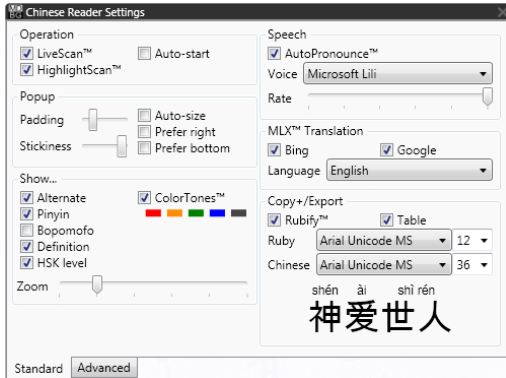 MD
BG Chinese Reader Settings
Operation
LiveScan™ Auto-start
HighlightScan™
Popup
Padding Auto-size
Prefer right
Stickiness Prefer bottom
Show...
Alternate ColorTones™
Pinyin
Bopomofo
Definition
HSK level
Zoom
Speech
AutoPronounce™
Voice Microsoft Lili
Rate
MLX™ Translation
Bing Google
Language English
Copy+/Export
Rubify™ Table
Ruby Arial Unicode MS 12
Chinese Arial Unicode MS 36
shén ài shì rén
神爱世人
Standard Advanced